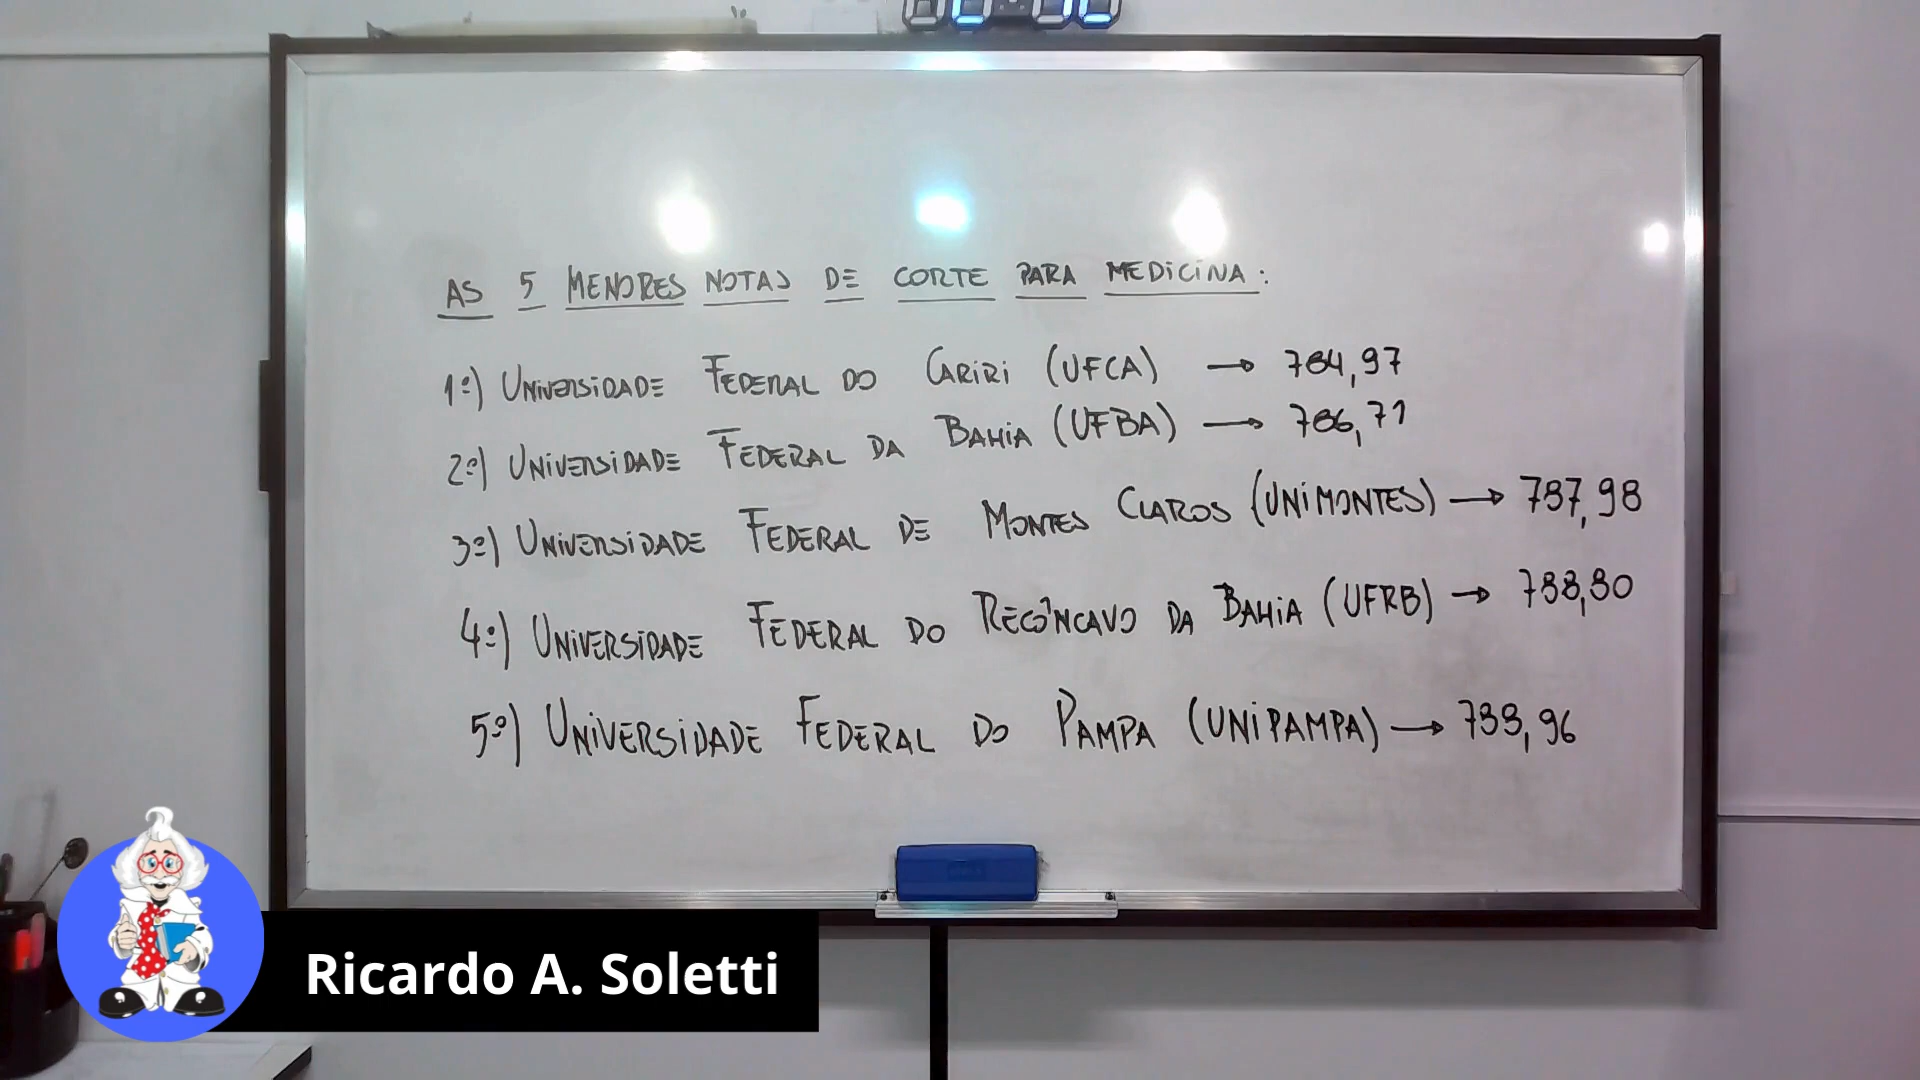 AS 5 MENORES NOTAS DE CORTE PARA MEDICINA:
1º) UNIVERSIDADE FEDERAL DO CARIRI (UFCA) → 784,97
2º) UNIVERSIDADE FEDERAL DA BAHIA (UFBA) → 786,71
3º) UNIVERSIDADE FEDERAL DE MONTES CLAROS (UNIMONTES) → 787,98
4º) UNIVERSIDADE FEDERAL DO RECÔNCAVO DA BAHIA (UFRB) → 788,80
5º) UNIVERSIDADE FEDERAL DO PAMPA (UNIPAMPA) → 788,96
Ricardo A. Soletti